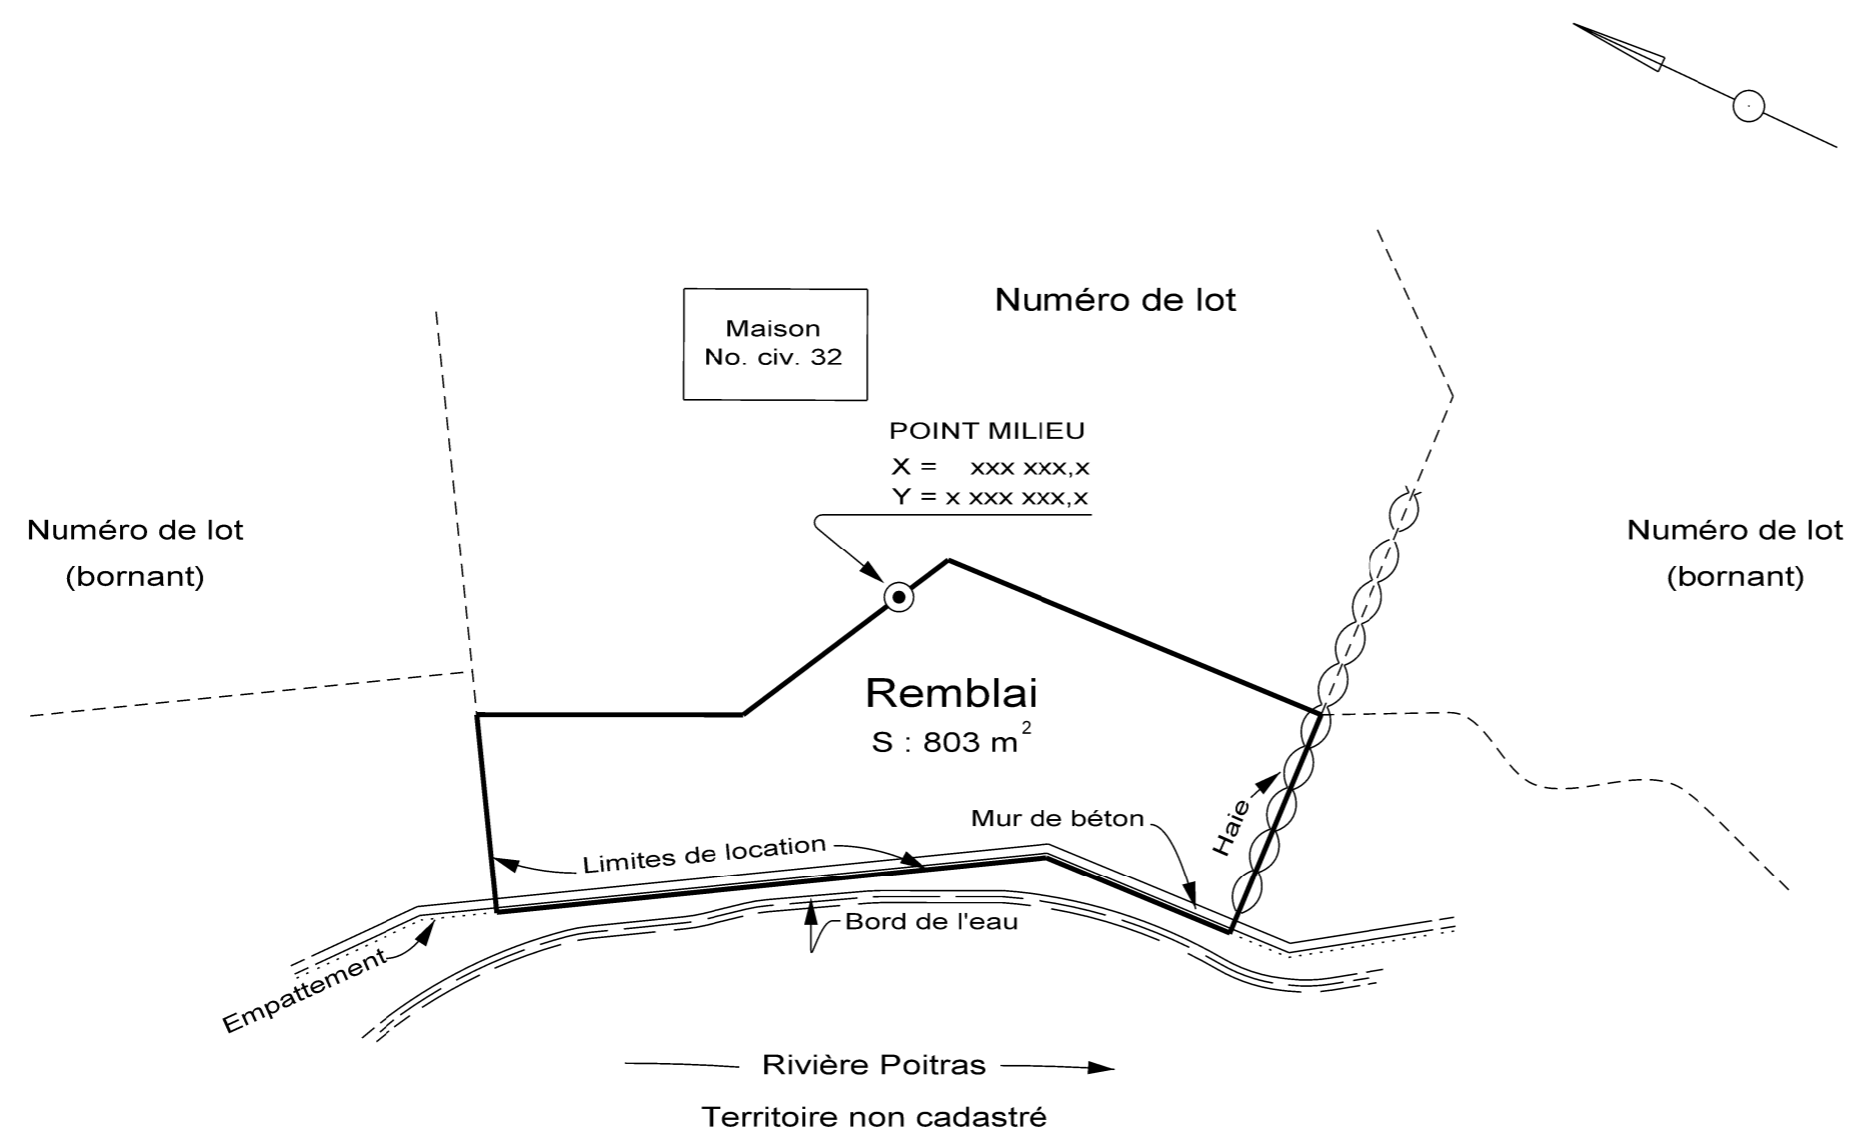 Numéro de lot
Maison
No. civ. 32
POINT MILIEU
X = xxx xxx,x
Y = x xxx xxx,x
Numéro de lot
(bornant)
Numéro de lot
(bornant)
Remblai
S : 803 m²
Mur de béton
Haie
Limites de location
Bord de l'eau
Empattement
Rivière Poitras
Territoire non cadastré